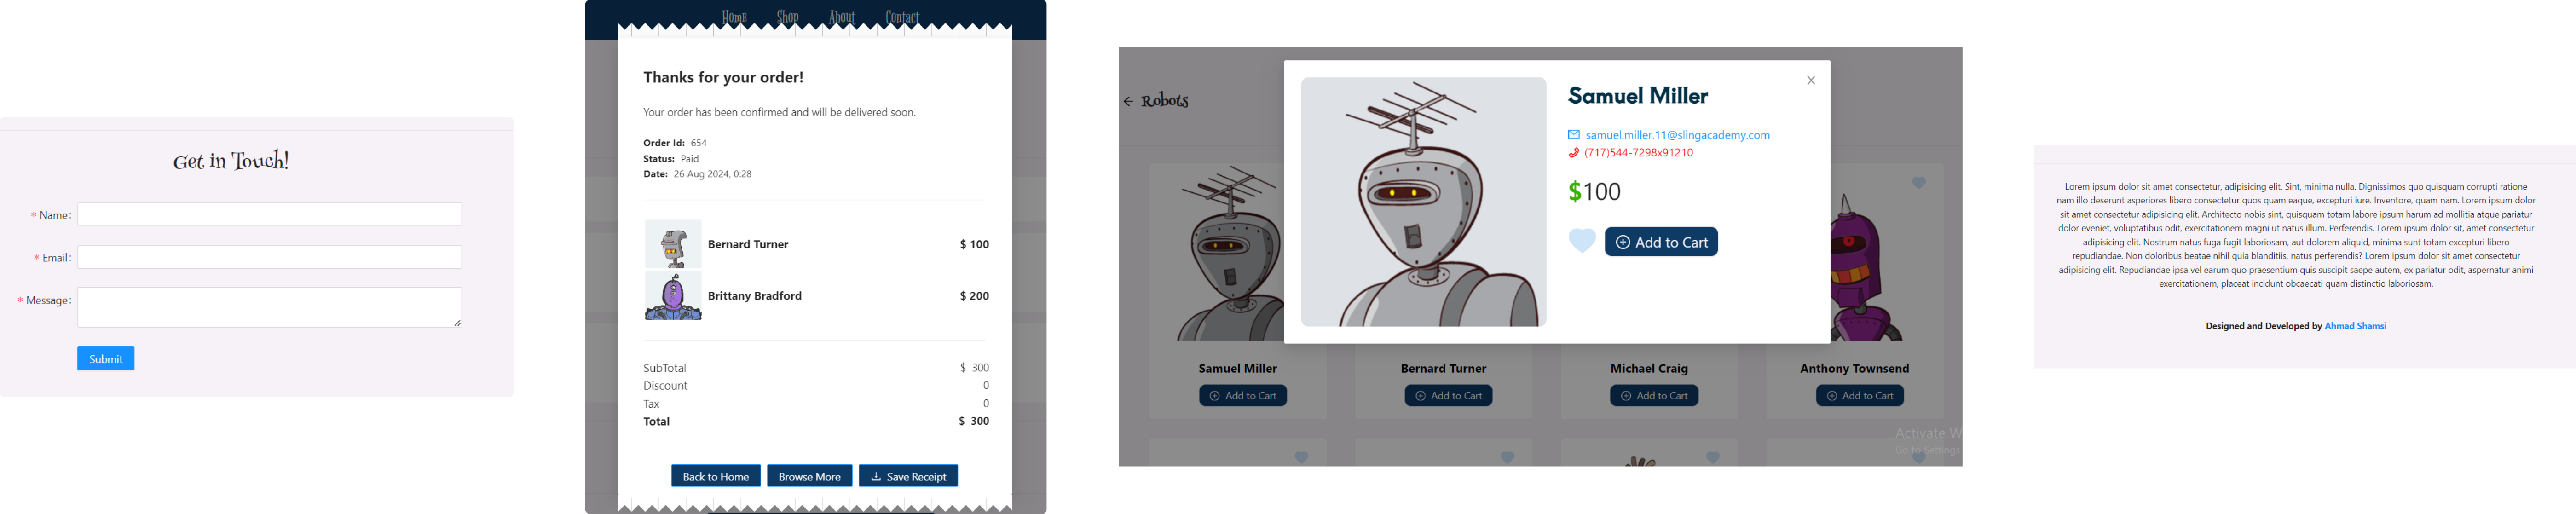 Get in Touch!
* Name:
* Email:
* Message:
Submit
Home Shop About Contact
Thanks for your order!
Your order has been confirmed and will be delivered soon.
Order Id: 654
Status: Paid
Date: 26 Aug 2024, 0:28
Bernard Turner $ 100
Brittany Bradford $ 200
SubTotal $ 300
Discount 0
Tax 0
Total $ 300
Back to Home Browse More Save Receipt
← Robots
Samuel Miller X
samuel.miller.11@slingacademy.com
(717)544-7298x91210
$100
Add to Cart
Samuel Miller Bernard Turner Michael Craig Anthony Townsend
Add to Cart Add to Cart Add to Cart Add to Cart
Activate W
Go to Settings
Lorem ipsum dolor sit amet consectetur, adipisicing elit. Sint, minima nulla. Dignissimos quo quisquam corrupti ratione
nam illo deserunt asperiores libero consectetur quos quam eaque, excepturi iure. Inventore, quam nam. Lorem ipsum dolor
sit amet consectetur adipisicing elit. Architecto nobis sint, quisquam totam labore ipsum harum ad mollitia atque pariatur
dolor eveniet, voluptatibus odit, exercitationem magni ut natus illum. Perferendis. Lorem ipsum dolor sit, amet consectetur
adipisicing elit. Nostrum natus fuga fugit laboriosam, aut dolorem aliquid, minima sunt totam excepturi libero
repudiandae. Non doloribus beatae nihil quia blanditiis, natus perferendis? Lorem ipsum dolor sit amet consectetur
adipisicing elit. Repudiandae ipsa vel earum quo praesentium quis suscipit saepe autem, ex pariatur odit, aspernatur animi
exercitationem, placeat incidunt obcaecati quam distinctio laboriosam.
Designed and Developed by Ahmad Shamsi